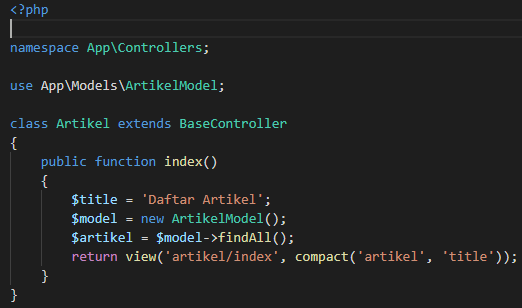 <?php
namespace App\Controllers;
use App\Models\ArtikelModel;
class Artikel extends BaseController
{
public function index()
{
$title = 'Daftar Artikel';
$model = new ArtikelModel();
$artikel = $model->findAll();
return view('artikel/index', compact('artikel', 'title'));
}
}